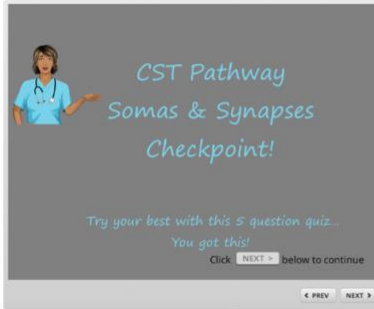 CST Pathway
Somas & Synapses
Checkpoint!
Try your best with this 5 question quiz...
You got this!
Click NEXT > below to continue
< PREV NEXT >